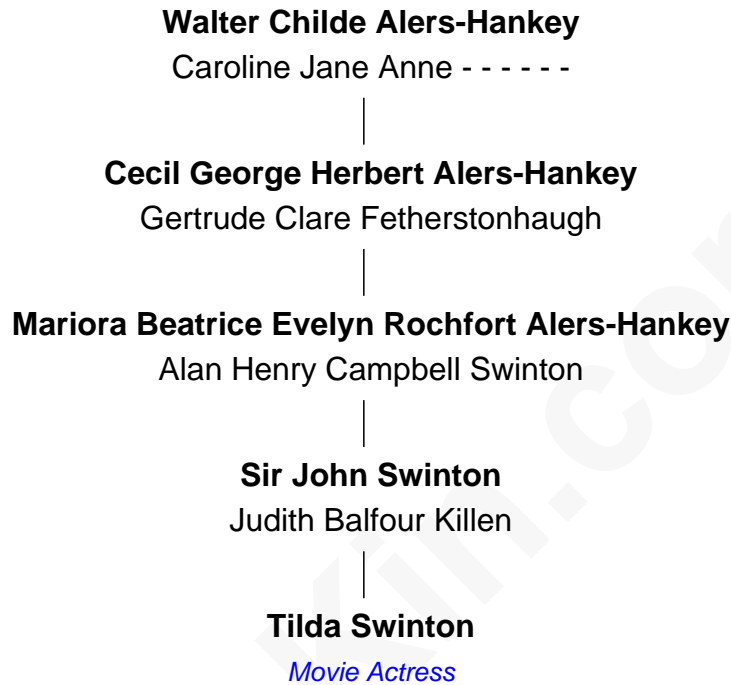 Walter Childe Alers-Hankey
Caroline Jane Anne - - - - - -
Cecil George Herbert Alers-Hankey
Gertrude Clare Fetherstonhaugh
Mariora Beatrice Evelyn Rochfort Alers-Hankey
Alan Henry Campbell Swinton
Sir John Swinton
Judith Balfour Killen
Tilda Swinton
Movie Actress